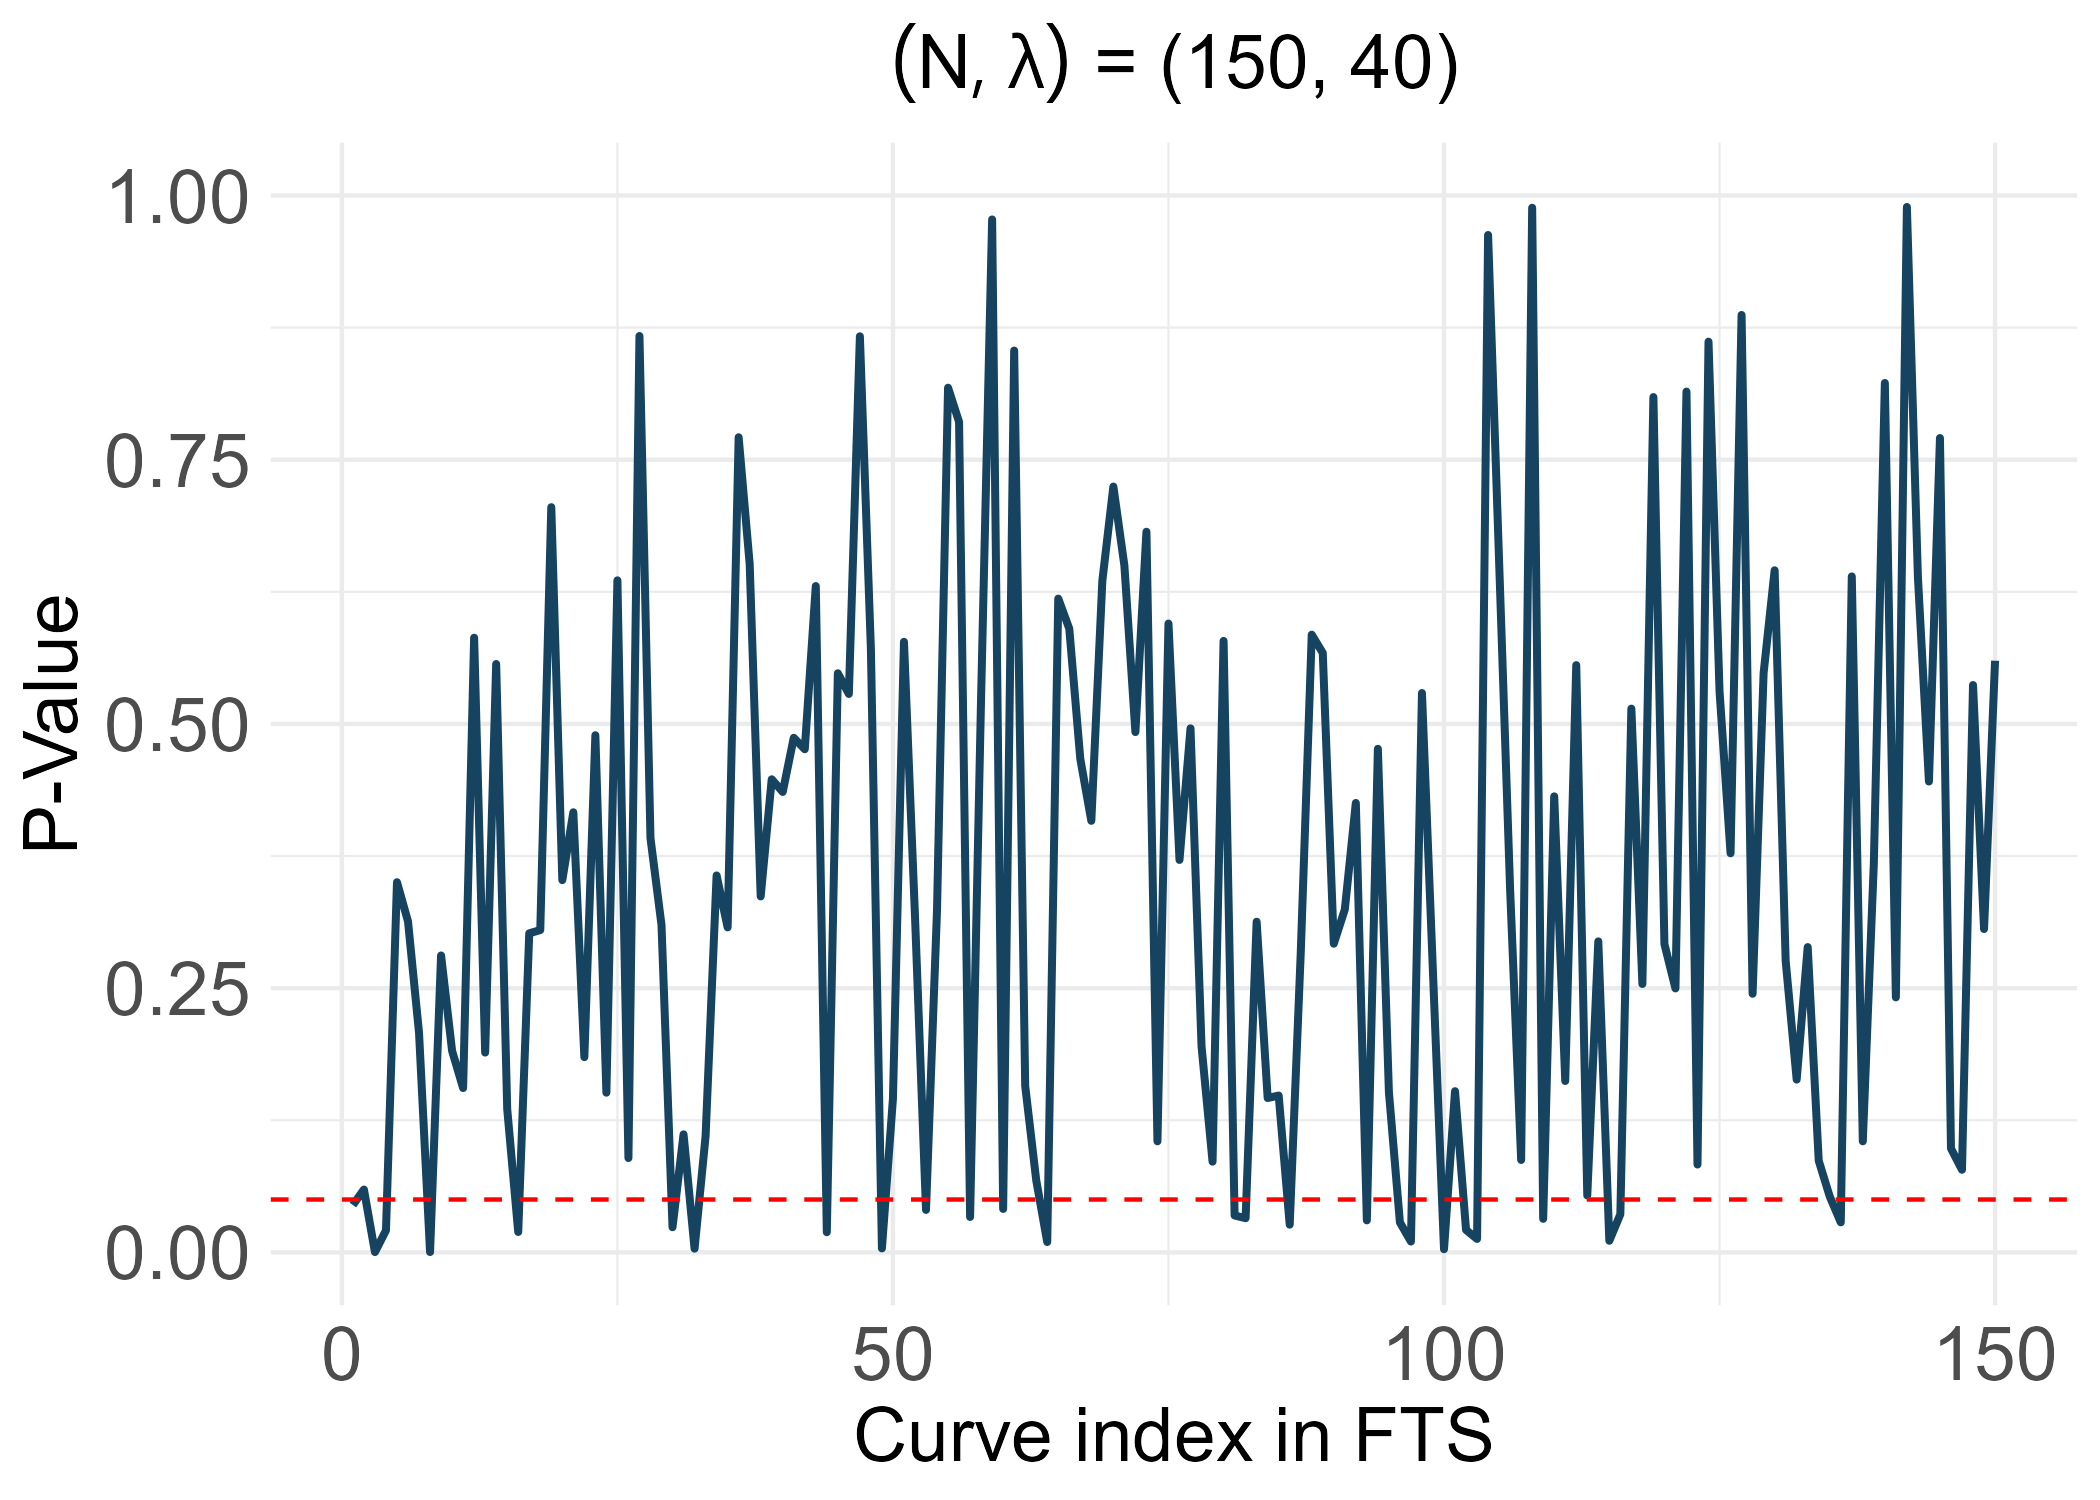 (N, λ) = (150, 40)
1.00
0.75
0.50
0.25
0.00
P-Value
0 50 100 150
Curve index in FTS